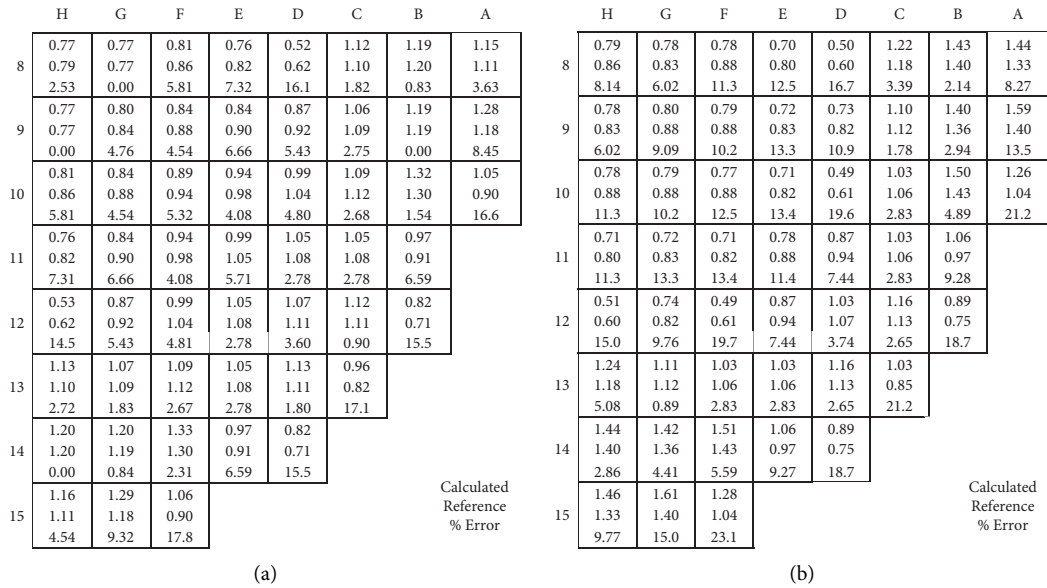 H G F E D C B A
0.77 0.77 0.81 0.76 0.52 1.12 1.19 1.15
8 0.79 0.77 0.86 0.82 0.62 1.10 1.20 1.11
2.53 0.00 5.81 7.32 16.1 1.82 0.83 3.63
0.77 0.80 0.84 0.84 0.87 1.06 1.19 1.28
9 0.77 0.84 0.88 0.90 0.92 1.09 1.19 1.18
0.00 4.76 4.54 6.66 5.43 2.75 0.00 8.45
0.81 0.84 0.89 0.94 0.99 1.09 1.32 1.05
10 0.86 0.88 0.94 0.98 1.04 1.12 1.30 0.90
5.81 4.54 5.32 4.08 4.80 2.68 1.54 16.6
0.76 0.84 0.94 0.99 1.05 1.05 0.97
11 0.82 0.90 0.98 1.05 1.08 1.08 0.91
7.31 6.66 4.08 5.71 2.78 2.78 6.59
0.53 0.87 0.99 1.05 1.07 1.12 0.82
12 0.62 0.92 1.04 1.08 1.11 1.11 0.71
14.5 5.43 4.81 2.78 3.60 0.90 15.5
1.13 1.07 1.09 1.05 1.13 0.96
13 1.10 1.09 1.12 1.08 1.11 0.82
2.72 1.83 2.67 2.78 1.80 17.1
1.20 1.20 1.33 0.97 0.82
14 1.20 1.19 1.30 0.91 0.71
0.00 0.84 2.31 6.59 15.5
1.16 1.29 1.06
15 1.11 1.18 0.90
4.54 9.32 17.8
Calculated
Reference
% Error
(a)
H G F E D C B A
0.79 0.78 0.78 0.70 0.50 1.22 1.43 1.44
8 0.86 0.83 0.88 0.80 0.60 1.18 1.40 1.33
8.14 6.02 11.3 12.5 16.7 3.39 2.14 8.27
0.78 0.80 0.79 0.72 0.73 1.10 1.40 1.59
9 0.83 0.88 0.88 0.83 0.82 1.12 1.36 1.40
6.02 9.09 10.2 13.3 10.9 1.78 2.94 13.5
0.78 0.79 0.77 0.71 0.49 1.03 1.50 1.26
10 0.88 0.88 0.88 0.82 0.61 1.06 1.43 1.04
11.3 10.2 12.5 13.4 19.6 2.83 4.89 21.2
0.71 0.72 0.71 0.78 0.87 1.03 1.06
11 0.80 0.83 0.82 0.88 0.94 1.06 0.97
11.3 13.3 13.4 11.4 7.44 2.83 9.28
0.51 0.74 0.49 0.87 1.03 1.16 0.89
12 0.60 0.82 0.61 0.94 1.07 1.13 0.75
15.0 9.76 19.7 7.44 3.74 2.65 18.7
1.24 1.11 1.03 1.03 1.16 1.03
13 1.18 1.12 1.06 1.06 1.13 0.85
5.08 0.89 2.83 2.83 2.65 21.2
1.44 1.42 1.51 1.06 0.89
14 1.40 1.36 1.43 0.97 0.75
2.86 4.41 5.59 9.27 18.7
1.46 1.61 1.28
15 1.33 1.40 1.04
9.77 15.0 23.1
Calculated
Reference
% Error
(b)